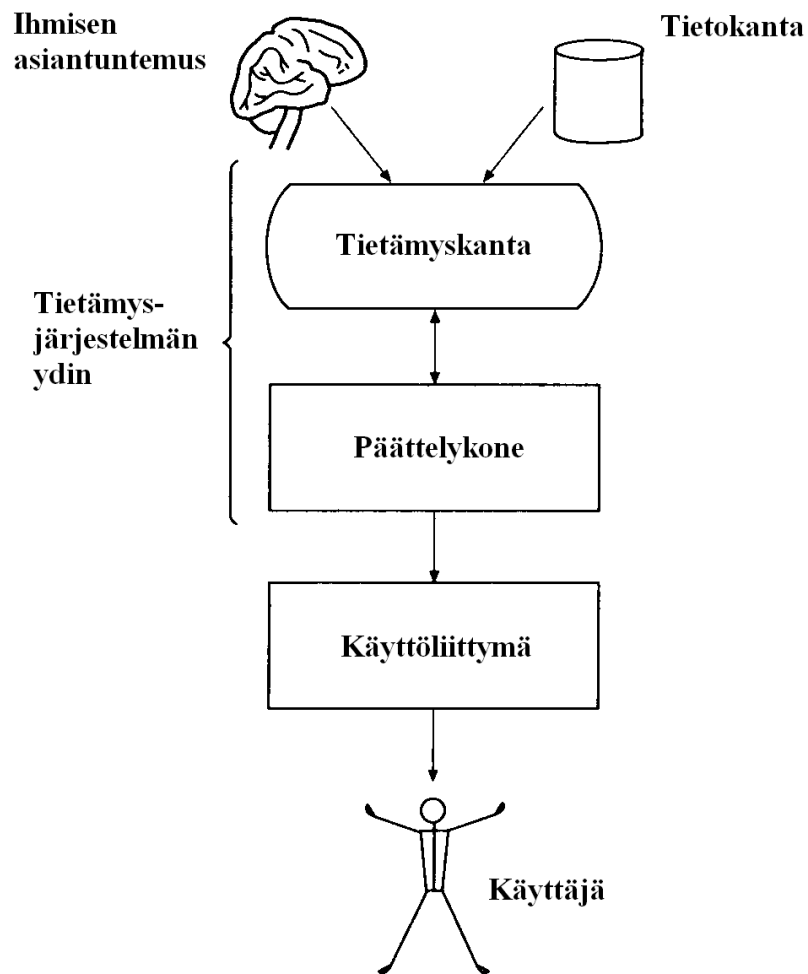 Ihmisen
asiantuntemus
Tietokanta
Tietämyskanta
Tietämys-
järjestelmän
ydin
Päättelykone
Käyttöliittymä
Käyttäjä